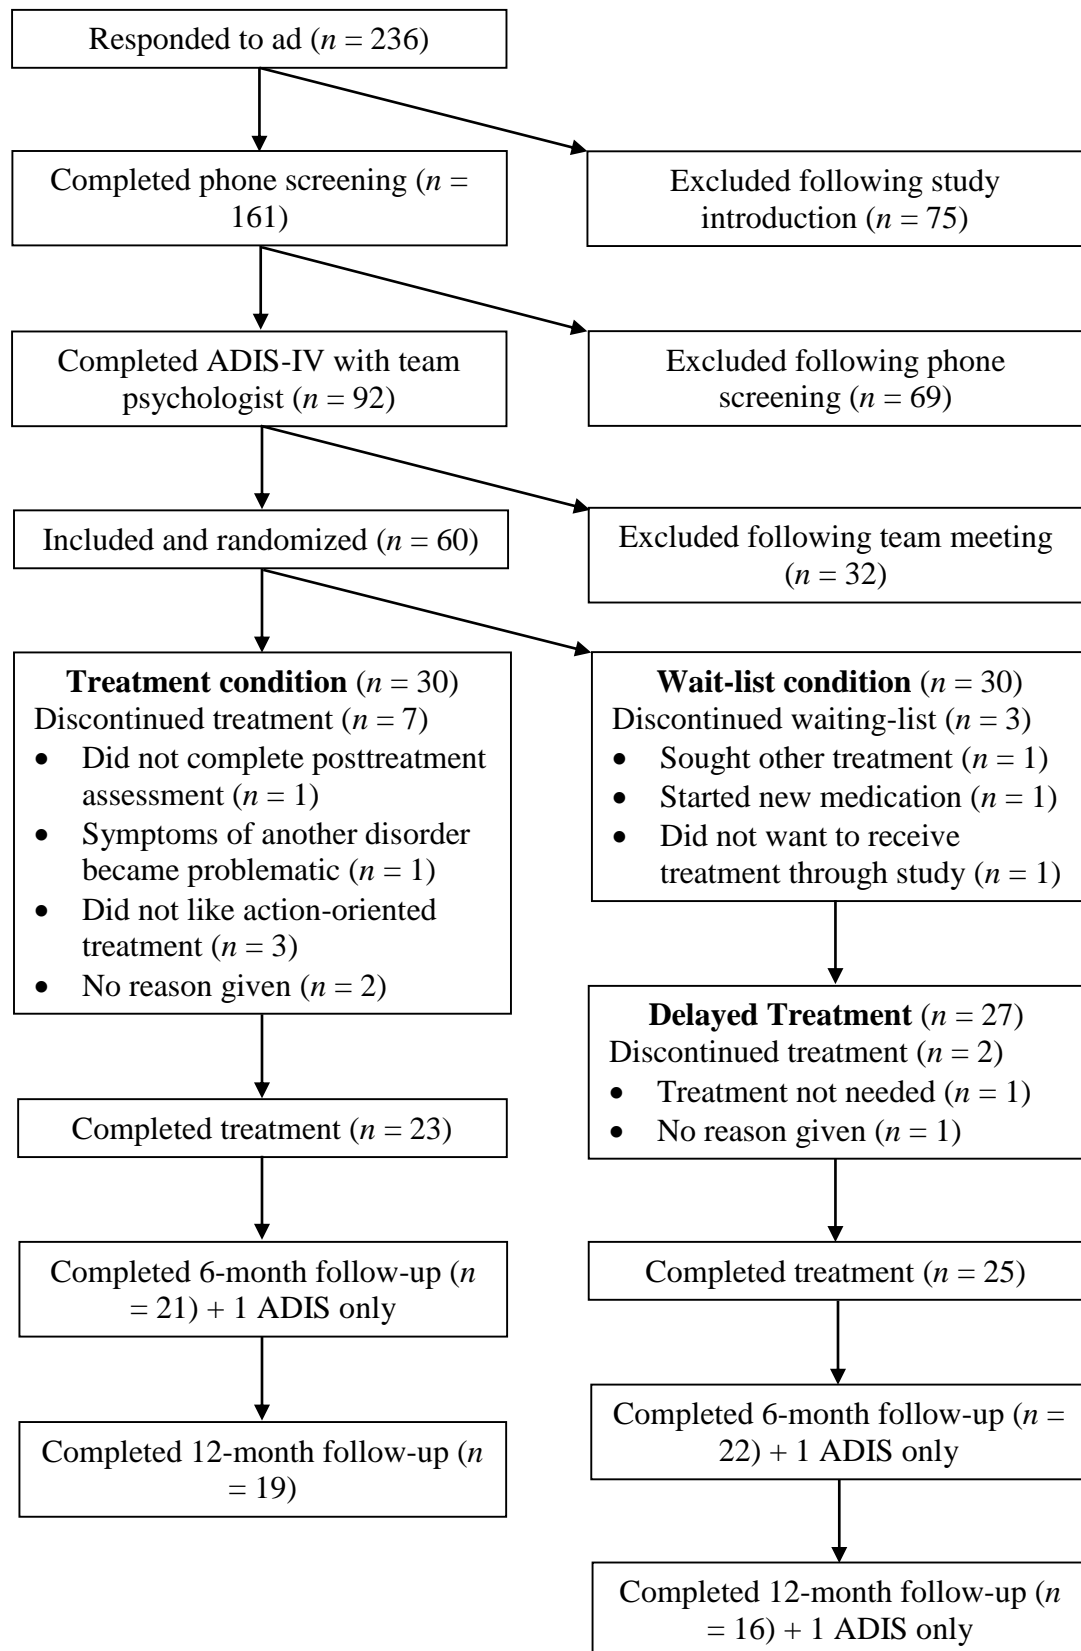 Responded to ad (n = 236)
Completed phone screening (n =
161)
Excluded following study
introduction (n = 75)
Completed ADIS-IV with team
psychologist (n = 92)
Excluded following phone
screening (n = 69)
Included and randomized (n = 60)
Excluded following team meeting
(n = 32)
Treatment condition (n = 30)
Discontinued treatment (n = 7)
• Did not complete posttreatment
assessment (n = 1)
• Symptoms of another disorder
became problematic (n = 1)
• Did not like action-oriented
treatment (n = 3)
• No reason given (n = 2)
Wait-list condition (n = 30)
Discontinued waiting-list (n = 3)
• Sought other treatment (n = 1)
• Started new medication (n = 1)
• Did not want to receive
treatment through study (n = 1)
Delayed Treatment (n = 27)
Discontinued treatment (n = 2)
• Treatment not needed (n = 1)
• No reason given (n = 1)
Completed treatment (n = 23)
Completed treatment (n = 25)
Completed 6-month follow-up (n
= 21) + 1 ADIS only
Completed 6-month follow-up (n =
22) + 1 ADIS only
Completed 12-month follow-up (n
= 19)
Completed 12-month follow-up (n
= 16) + 1 ADIS only